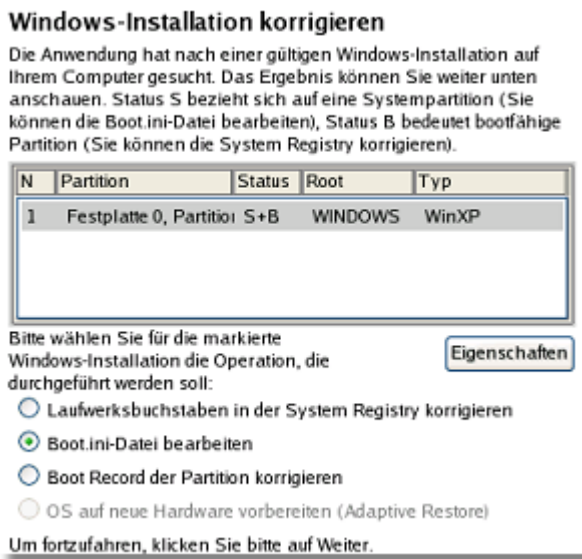 Windows-Installation korrigieren
Die Anwendung hat nach einer gültigen Windows-Installation auf
Ihrem Computer gesucht. Das Ergebnis können Sie weiter unten
anschauen. Status S bezieht sich auf eine Systempartition (Sie
können die Boot.ini-Datei bearbeiten), Status B bedeutet bootfähige
Partition (Sie können die System Registry korrigieren).
N Partition Status Root Typ
1 Festplatte 0, Partitioı S+B WINDOWS WinXP
Bitte wählen Sie für die markierte
Windows-Installation die Operation, die
durchgeführt werden soll:
Eigenschaften
Laufwerksbuchstaben in der System Registry korrigieren
Boot.ini-Datei bearbeiten
Boot Record der Partition korrigieren
OS auf neue Hardware vorbereiten (Adaptive Restore)
Um fortzufahren, klicken Sie bitte auf Weiter.